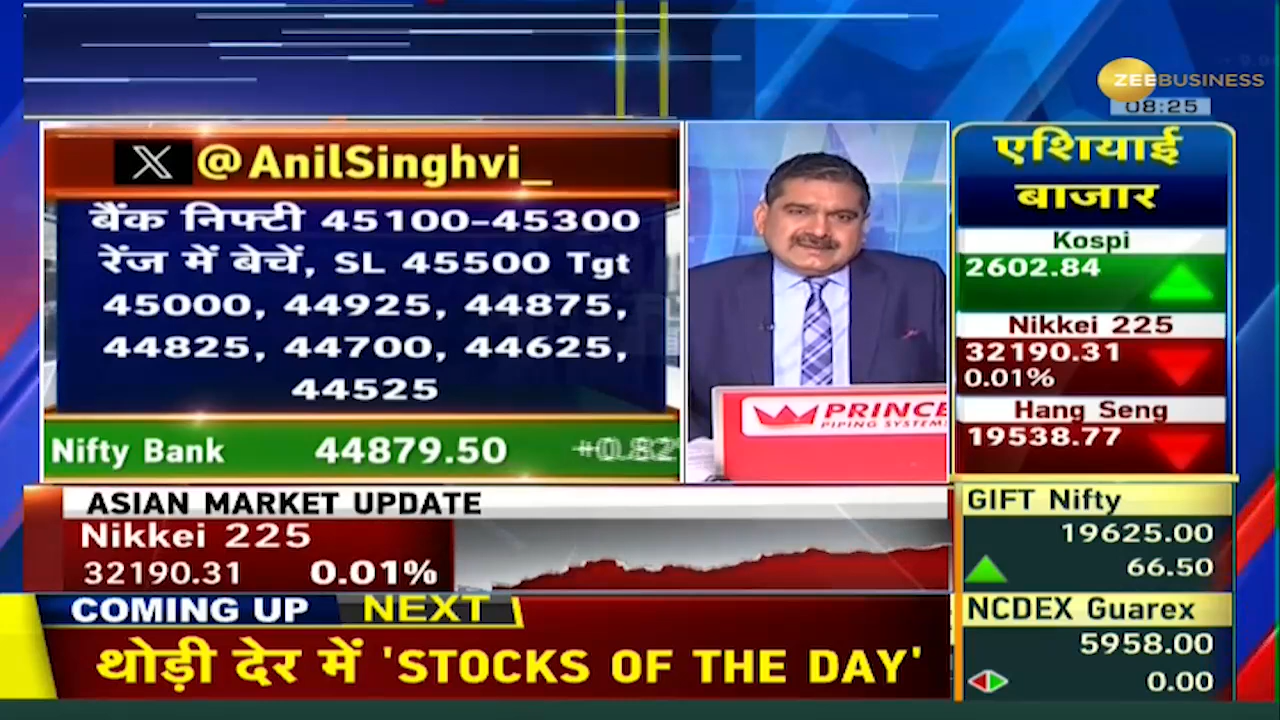 ZEEBUSINESS
08:25
X @AnilSinghvi_
बैंक निफ्टी 45100-45300
रेंज में बेचें, SL 45500 Tgt
45000, 44925, 44875,
44825, 44700, 44625,
44525
Nifty Bank 44879.50
PRINCE
PIPING SYSTEMS
एशियाई
बाजार
Kospi
2602.84
Nikkei 225
32190.31
0.01%
Hang Seng
19538.77
ASIAN MARKET UPDATE
Nikkei 225
32190.31 0.01%
GIFT Nifty
19625.00
66.50
COMING UP NEXT
थोड़ी देर में 'STOCKS OF THE DAY'
NCDEX Guarex
5958.00
0.00